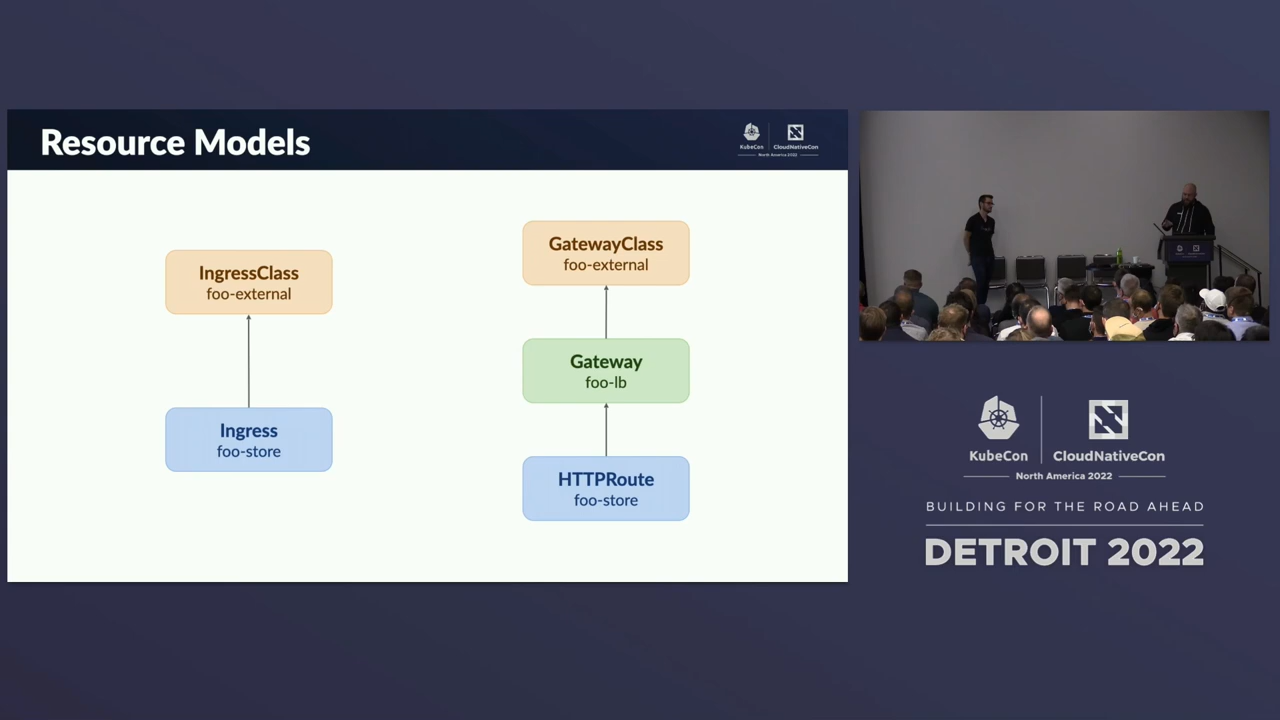 Resource Models
KubeCon
CloudNativeCon
North America 2022
IngressClass
foo-external
Ingress
foo-store
GatewayClass
foo-external
Gateway
foo-lb
HTTPRoute
foo-store
KubeCon
CloudNativeCon
North America 2022
BUILDING FOR THE ROAD AHEAD
DETROIT 2022